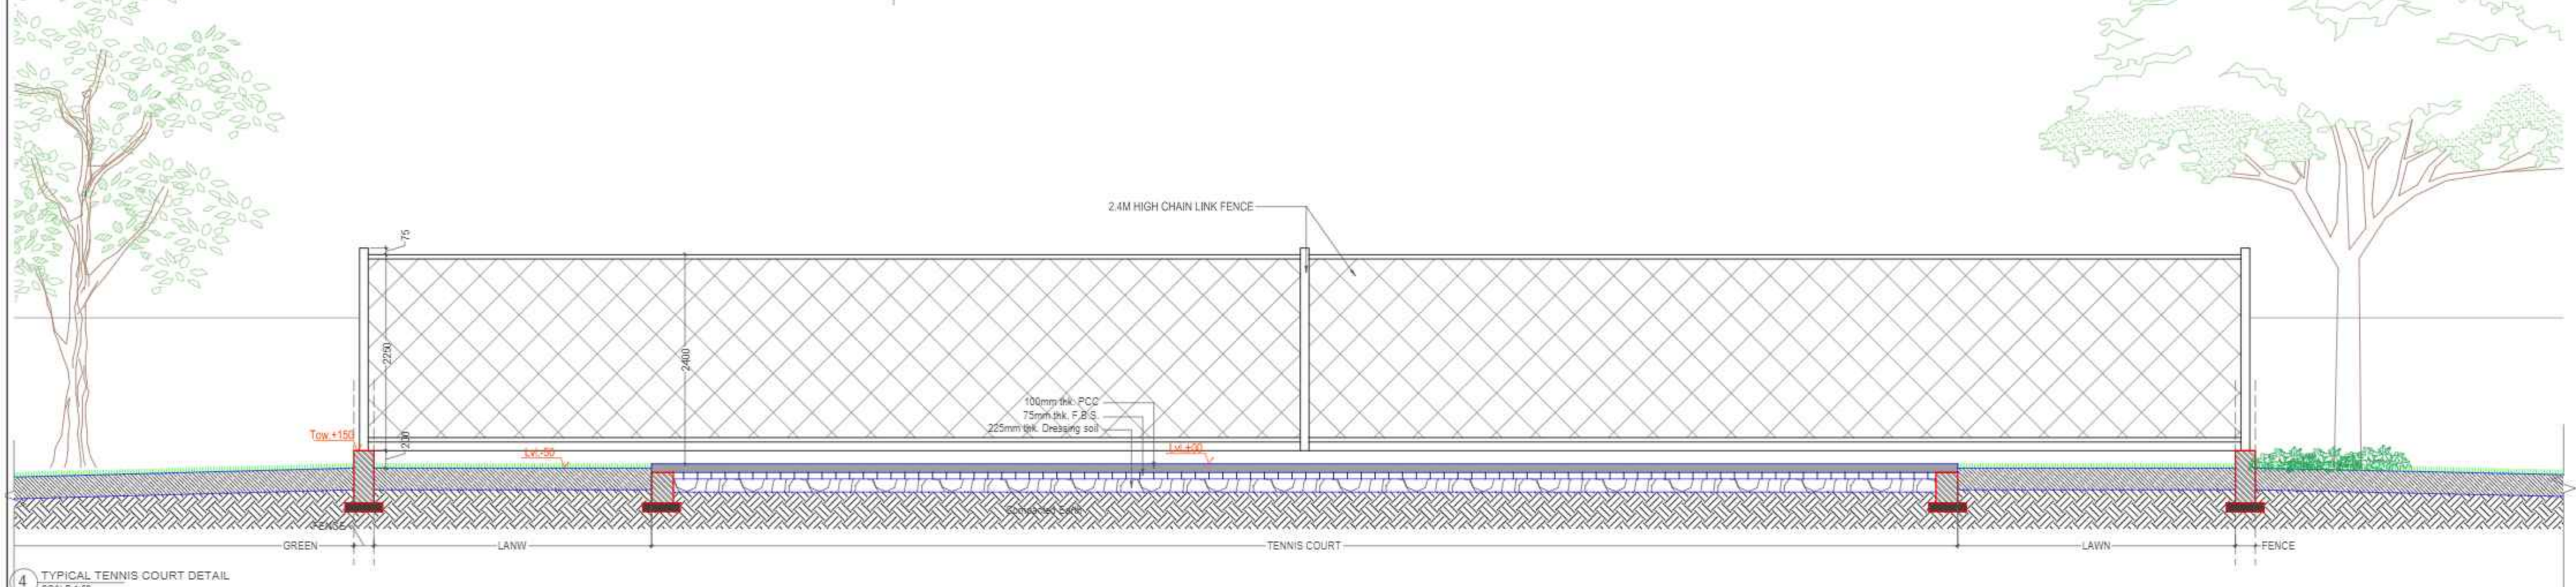 75
2.4M HIGH CHAIN LINK FENCE
2250
2400
100mm thk. PCC
75mm thk. F.B.S.
225mm thk. Dressing soil
Tow +150
200
Lvl.-50
Lvl.±00
Compacted Earth
FENCE
GREEN
LANW
TENNIS COURT
LAWN
FENCE
4
TYPICAL TENNIS COURT DETAIL